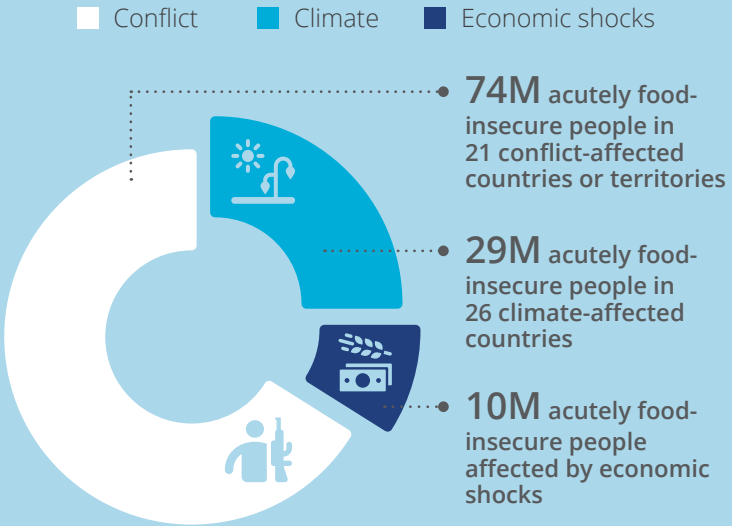 Conflict Climate Economic shocks
74M acutely food-
insecure people in
21 conflict-affected
countries or territories
29M acutely food-
insecure people in
26 climate-affected
countries
10M acutely food-
insecure people
affected by economic
shocks